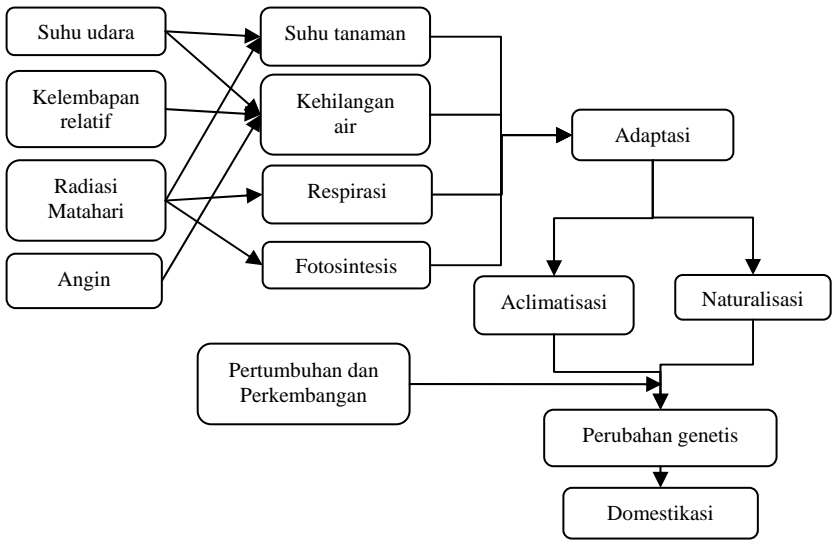 Suhu udara
Suhu tanaman
Kelembapan
relatif
Kehilangan
air
Adaptasi
Radiasi
Matahari
Respirasi
Angin
Fotosintesis
Aclimatisasi
Naturalisasi
Pertumbuhan dan
Perkembangan
Perubahan genetis
Domestikasi